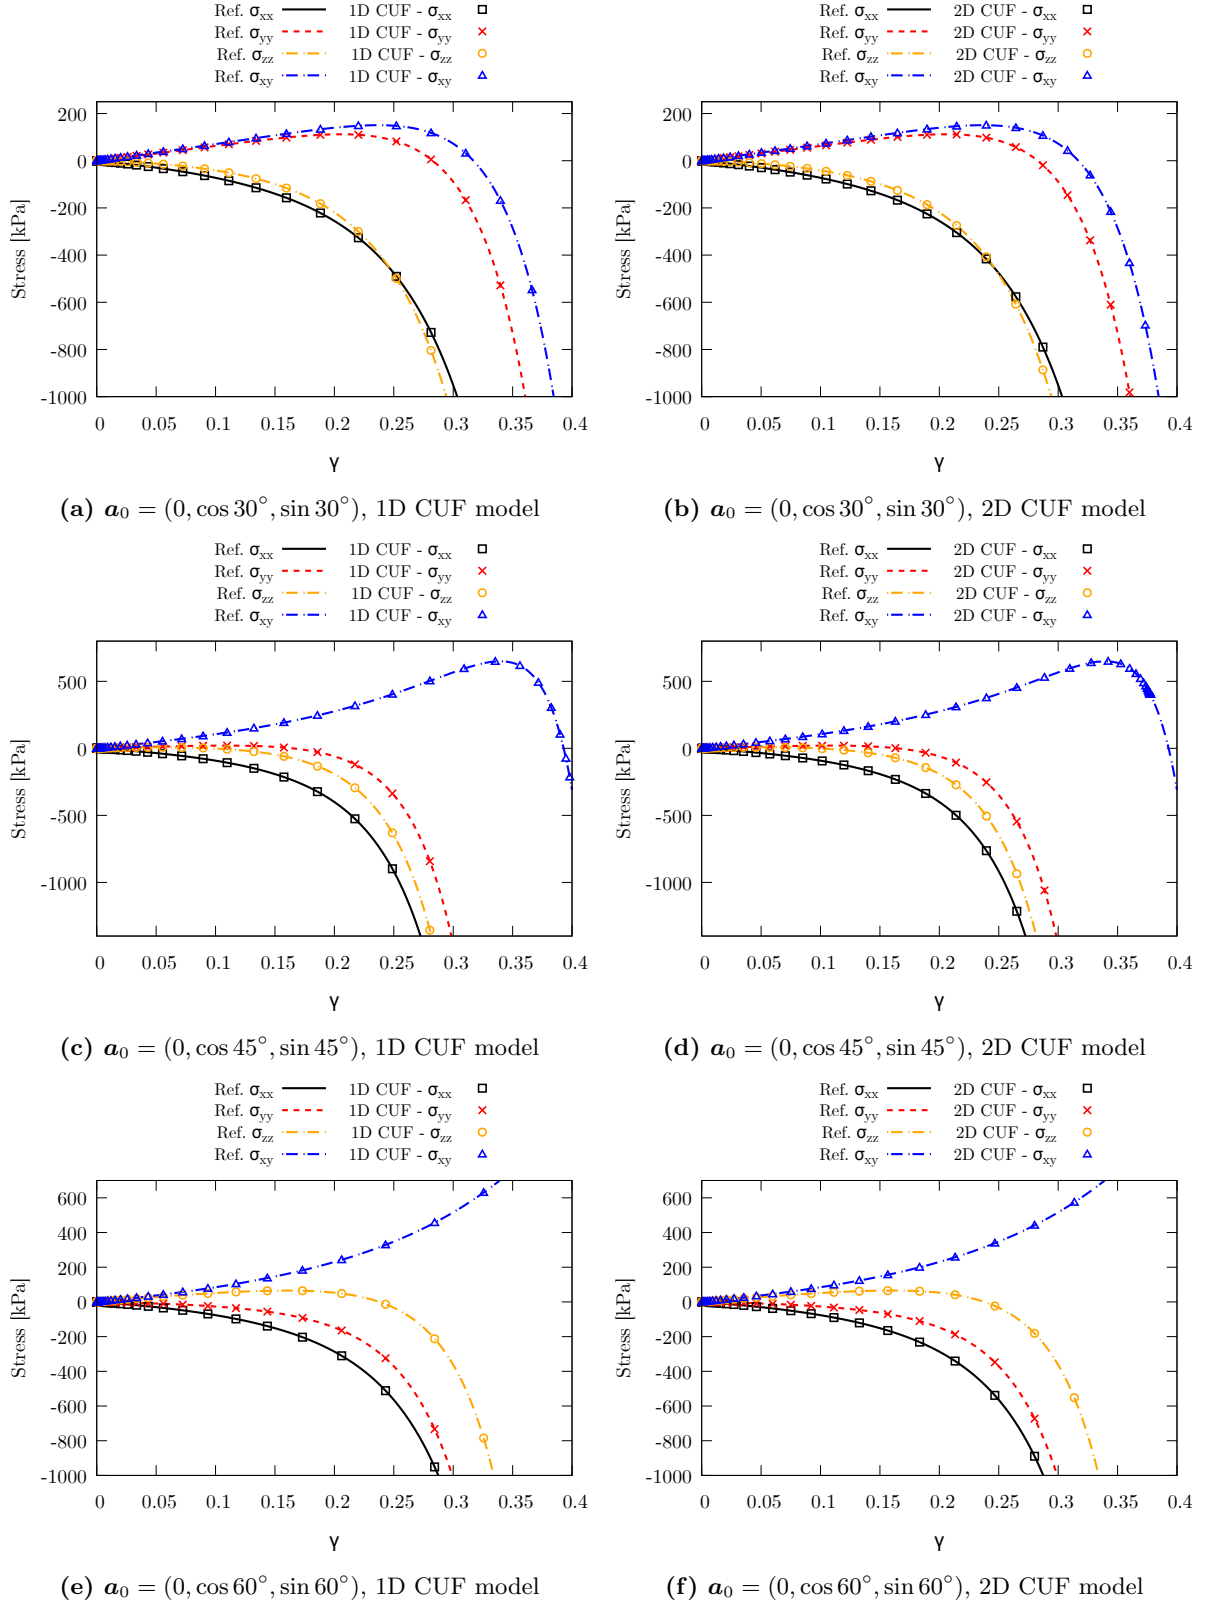 Ref. σxx 1D CUF - σxx
Ref. σyy 1D CUF - σyy
Ref. σzz 1D CUF - σzz
Ref. σxy 1D CUF - σxy
200
0
-200
-400
-600
-800
-1000
Stress [kPa]
0 0.05 0.1 0.15 0.2 0.25 0.3 0.35 0.4
γ
(a) a0 = (0, cos 30°, sin 30°), 1D CUF model
Ref. σxx 2D CUF - σxx
Ref. σyy 2D CUF - σyy
Ref. σzz 2D CUF - σzz
Ref. σxy 2D CUF - σxy
200
0
-200
-400
-600
-800
-1000
Stress [kPa]
0 0.05 0.1 0.15 0.2 0.25 0.3 0.35 0.4
γ
(b) a0 = (0, cos 30°, sin 30°), 2D CUF model
Ref. σxx 1D CUF - σxx
Ref. σyy 1D CUF - σyy
Ref. σzz 1D CUF - σzz
Ref. σxy 1D CUF - σxy
500
0
-500
-1000
Stress [kPa]
0 0.05 0.1 0.15 0.2 0.25 0.3 0.35 0.4
γ
(c) a0 = (0, cos 45°, sin 45°), 1D CUF model
Ref. σxx 2D CUF - σxx
Ref. σyy 2D CUF - σyy
Ref. σzz 2D CUF - σzz
Ref. σxy 2D CUF - σxy
500
0
-500
-1000
Stress [kPa]
0 0.05 0.1 0.15 0.2 0.25 0.3 0.35 0.4
γ
(d) a0 = (0, cos 45°, sin 45°), 2D CUF model
Ref. σxx 1D CUF - σxx
Ref. σyy 1D CUF - σyy
Ref. σzz 1D CUF - σzz
Ref. σxy 1D CUF - σxy
600
400
200
0
-200
-400
-600
-800
-1000
Stress [kPa]
0 0.05 0.1 0.15 0.2 0.25 0.3 0.35 0.4
γ
(e) a0 = (0, cos 60°, sin 60°), 1D CUF model
Ref. σxx 2D CUF - σxx
Ref. σyy 2D CUF - σyy
Ref. σzz 2D CUF - σzz
Ref. σxy 2D CUF - σxy
600
400
200
0
-200
-400
-600
-800
-1000
Stress [kPa]
0 0.05 0.1 0.15 0.2 0.25 0.3 0.35 0.4
γ
(f) a0 = (0, cos 60°, sin 60°), 2D CUF model